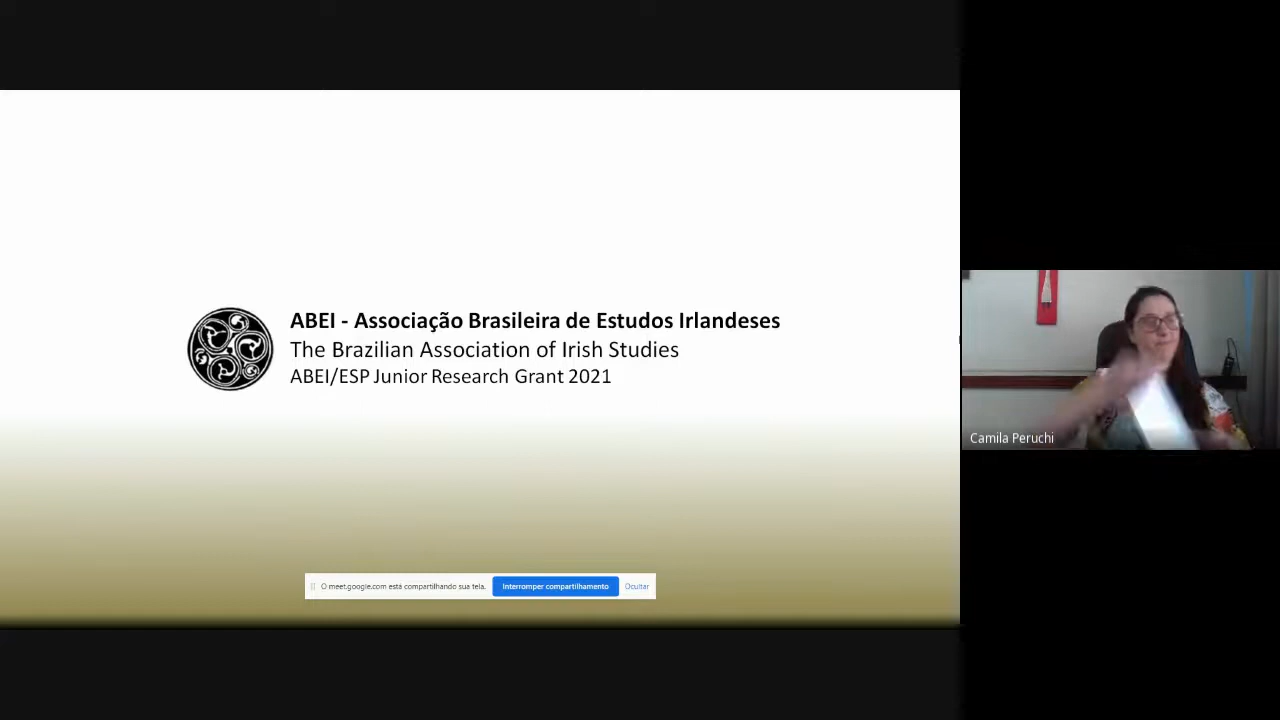 ABEI - Associação Brasileira de Estudos Irlandeses
The Brazilian Association of Irish Studies
ABEI/ESP Junior Research Grant 2021
Camila Peruchi
O meet.google.com está compartilhando sua tela. Interromper compartilhamento Ocultar